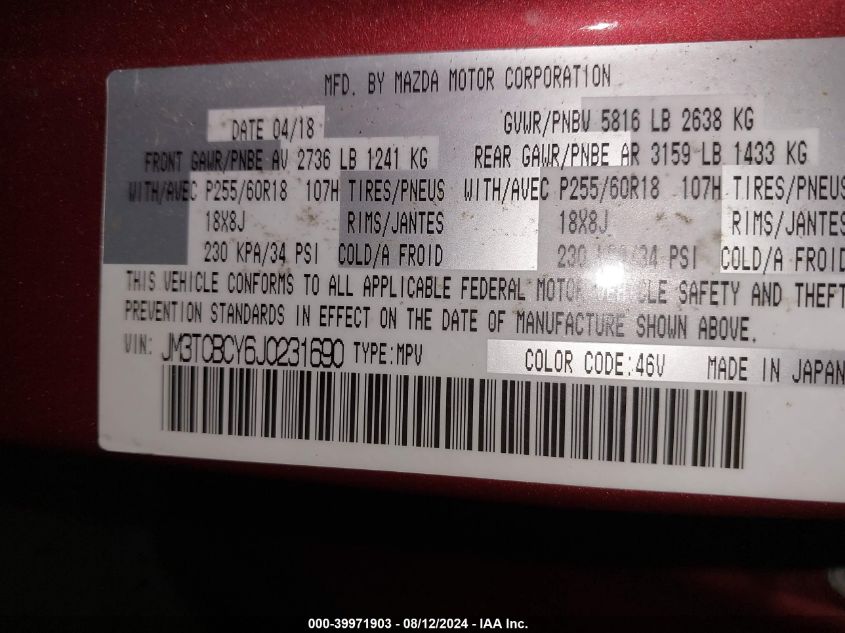 MFD. BY MAZDA MOTOR CORPORATION
DATE 04/18 GVWR/PNBV 5816 LB 2638 KG
FRONT GAWR/PNBE AV 2736 LB 1241 KG REAR GAWR/PNBE AR 3159 LB 1433 KG
WITH/AVEC P255/60R18 107H TIRES/PNEUS WITH/AVEC P255/60R18 107H TIRES/PNEUS
18X8J RIMS/JANTES 18X8J RIMS/JANTES
230 KPA/34 PSI COLD/A FROID 230 KPA/34 PSI COLD/A FROID
THIS VEHICLE CONFORMS TO ALL APPLICABLE FEDERAL MOTOR VEHICLE SAFETY AND THEFT
PREVENTION STANDARDS IN EFFECT ON THE DATE OF MANUFACTURE SHOWN ABOVE.
VIN: JM3TCBCY6J0231690 TYPE:MPV COLOR CODE:46V MADE IN JAPAN
000-39971903 - 08/12/2024 - IAA Inc.